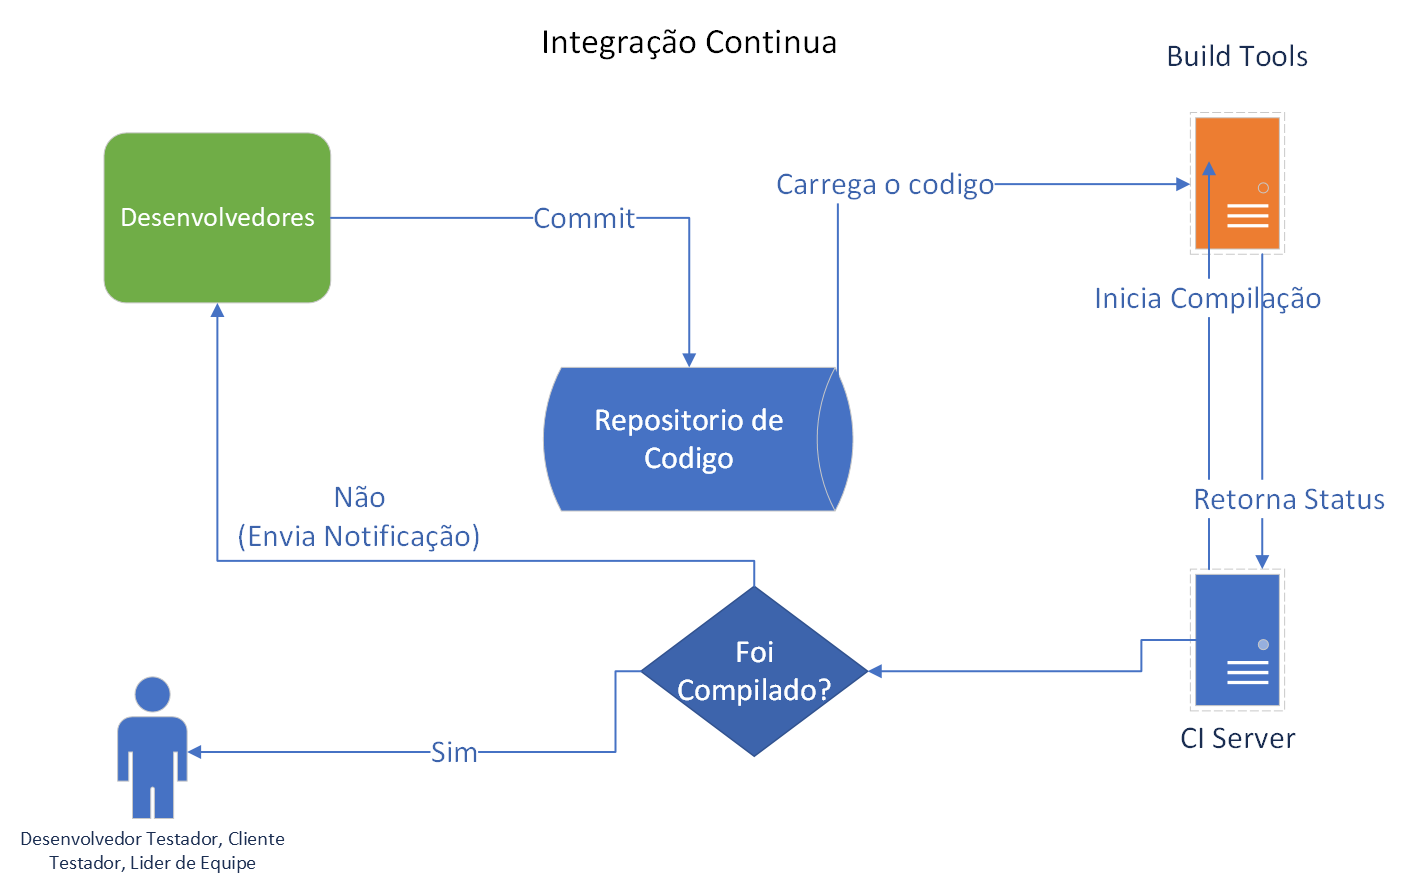 Integração Continua
Build Tools
Desenvolvedores
Commit
Carrega o codigo
Inicia Compilação
Repositorio de
Codigo
Não
(Envia Notificação)
Retorna Status
Foi
Compilado?
CI Server
Sim
Desenvolvedor Testador, Cliente
Testador, Lider de Equipe